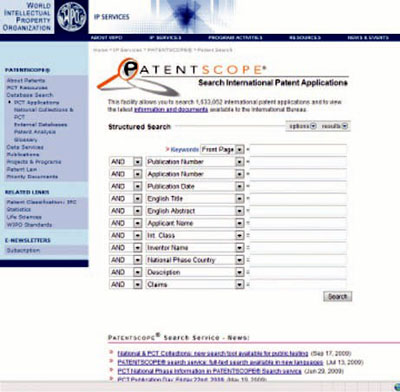 WORLD
INTELLECTUAL
PROPERTY
ORGANIZATION
WIPO
IP SERVICES
ABOUT WIPO IP SERVICES PROGRAM ACTIVITIES RESOURCES NEWS & EVENTS
Home > IP Services > PATENTSCOPE® > Patent Search
PATENTSCOPE®
About Patents
PCT Resources
Database Search
PCT Applications
National Collections &
PCT
External Databases
Patent Analysis
Glossary
Data Services
Publications
Projects & Programs
Patent Law
Priority Documents
RELATED LINKS
Patent Classification: IPC
Statistics
Life Sciences
WIPO Standards
E-NEWSLETTERS
Subscription
PATENTSCOPE®
Search International Patent Applications
This facility allows you to search 1,633,052 international patent applications and to view
the latest information and documents available to the International Bureau.
Structured Search options results
> Keywords Front Page =
AND Publication Number =
AND Application Number =
AND Publication Date =
AND English Title =
AND English Abstract =
AND Applicant Name =
AND Int. Class =
AND Inventor Name =
AND National Phase Country =
AND Description =
AND Claims =
Search
PATENTSCOPE® Search Service - News:
National & PCT Collections: new search tool available for public testing (Sep 17, 2009)
PATENTSCOPE® search service: full-text search available in new languages (Jul 13, 2009)
PCT National Phase Information in PATENTSCOPE® Search service (Jun 29, 2009)
PCT Publication Day, Friday 22nd, 2009 (May 19, 2009)